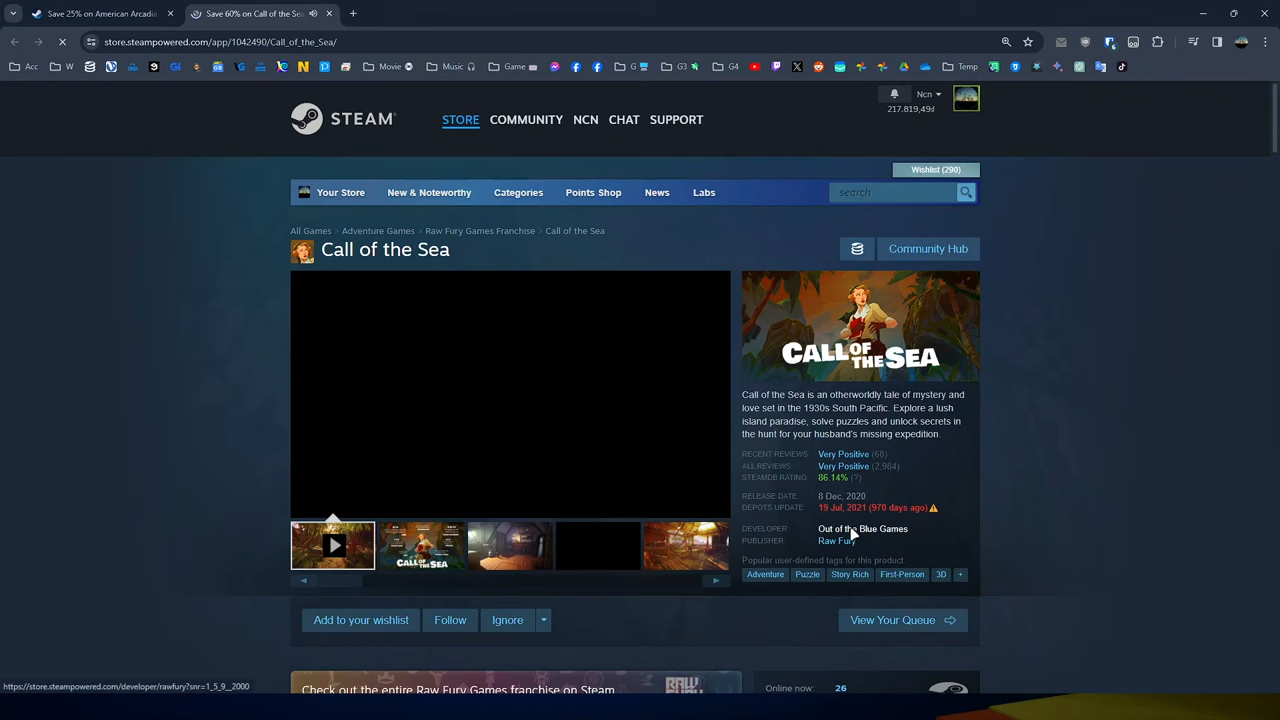 Save 25% on American Arcadia
Save 60% on Call of the Sea
store.steampowered.com/app/1042490/Call_of_the_Sea/
Acc
W
Movie
Music
Game
G
G3
G4
Temp
STEAM
STORE
COMMUNITY
NCN
CHAT
SUPPORT
Ncn
217.819,49₫
Wishlist (290)
Your Store
New & Noteworthy
Categories
Points Shop
News
Labs
search
All Games > Adventure Games > Raw Fury Games Franchise > Call of the Sea
Call of the Sea
Community Hub
CALL OF THE SEA
Call of the Sea is an otherworldly tale of mystery and
love set in the 1930s South Pacific. Explore a lush
island paradise, solve puzzles and unlock secrets in
the hunt for your husband's missing expedition.
RECENT REVIEWS: Very Positive (60)
ALL REVIEWS: Very Positive (2,984)
STEAMDB RATING: 86.14% (?)
RELEASE DATE: 8 Dec, 2020
DEPOTS UPDATE: 19 Jul, 2021 (970 days ago)
DEVELOPER: Out of the Blue Games
PUBLISHER: Raw Fury
Popular user-defined tags for this product:
Adventure
Puzzle
Story Rich
First-Person
3D
+
CALL OF THE SEA
Add to your wishlist
Follow
Ignore
View Your Queue
https://store.steampowered.com/developer/rawfury?snr=1_5_9__2000
Check out the entire Raw Fury Games franchise on Steam
RAW
Online now: 26